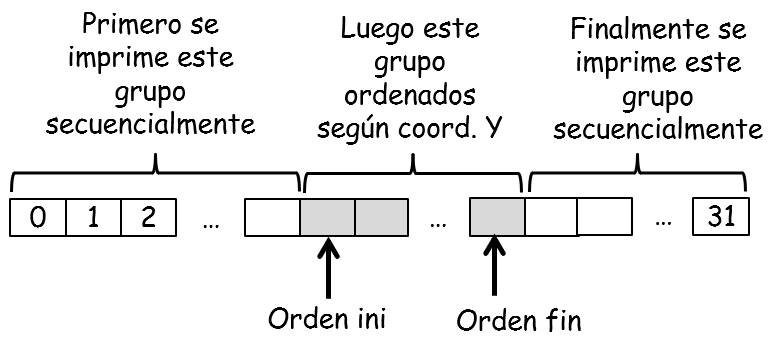 Primero se
imprime este
grupo
secuencialmente
Luego este
grupo
ordenados
según coord. Y
Finalmente se
imprime este
grupo
secuencialmente
0 1 2 ... ... ... 31
Orden ini
Orden fin